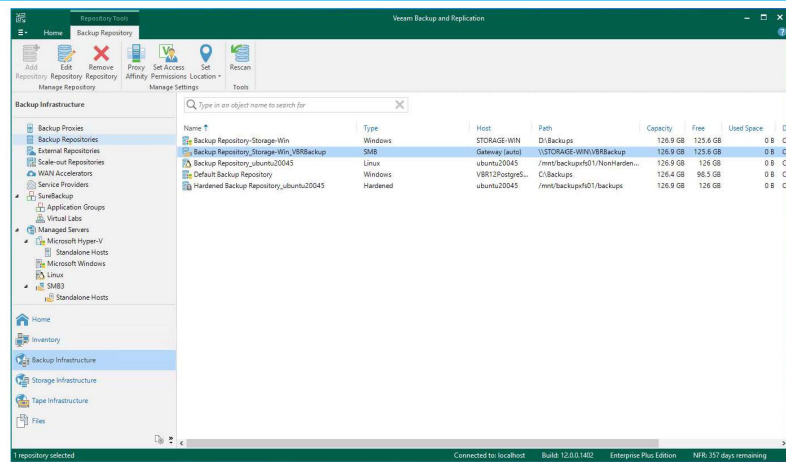 Repository Tools
Veeam Backup and Replication
Home Backup Repository
Add Repository
Edit Repository
Remove Repository
Proxy Affinity
Set Access Permissions
Set Location
Rescan
Manage Repository
Manage Settings
Tools
Backup Infrastructure
Type in an object name to search for
Backup Proxies
Backup Repositories
External Repositories
Scale-out Repositories
WAN Accelerators
Service Providers
SureBackup
Application Groups
Virtual Labs
Managed Servers
Microsoft Hyper-V
Standalone Hosts
Microsoft Windows
Linux
SMB3
Standalone Hosts
Home
Inventory
Backup Infrastructure
Storage Infrastructure
Tape Infrastructure
Files
Name Type Host Path Capacity Free Used Space D
Backup Repository-Storage-Win Windows STORAGE-WIN D:\Backups 126.9 GB 125.6 GB 0 B C
Backup Repository_Storage-Win_VBRBackup SMB Gateway (auto) \\STORAGE-WIN\VBRBackup 126.9 GB 125.6 GB 0 B C
Backup Repository_ubuntu20045 Linux ubuntu20045 /mnt/backupxfs01/NonHarden... 126.9 GB 126 GB 0 B C
Default Backup Repository Windows VBR12PostgreS... C:\Backups 126.4 GB 98.5 GB 0 B C
Hardened Backup Repository_ubuntu20045 Hardened ubuntu20045 /mnt/backupxfs01/backups 126.9 GB 126 GB 0 B C
1 repository selected
Connected to: localhost Build: 12.0.0.1402 Enterprise Plus Edition NFR: 357 days remaining